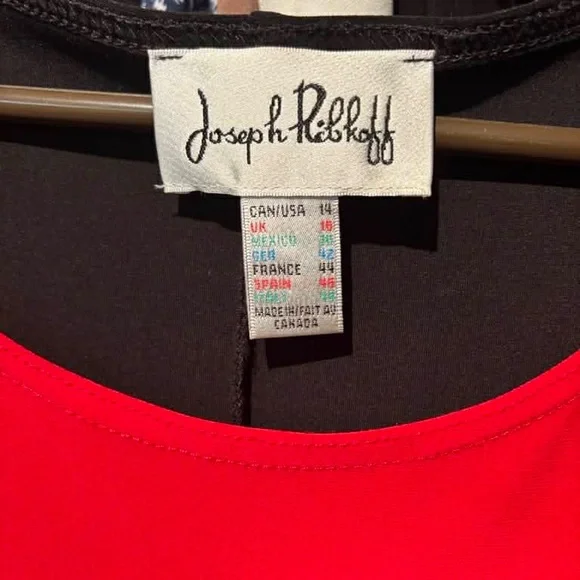 Joseph Ribkoff
CAN/USA 14
UK 16
MEXICO 36
GER 42
FRANCE 44
SPAIN 46
ITALY
MADE IN/FAIT AU
CANADA